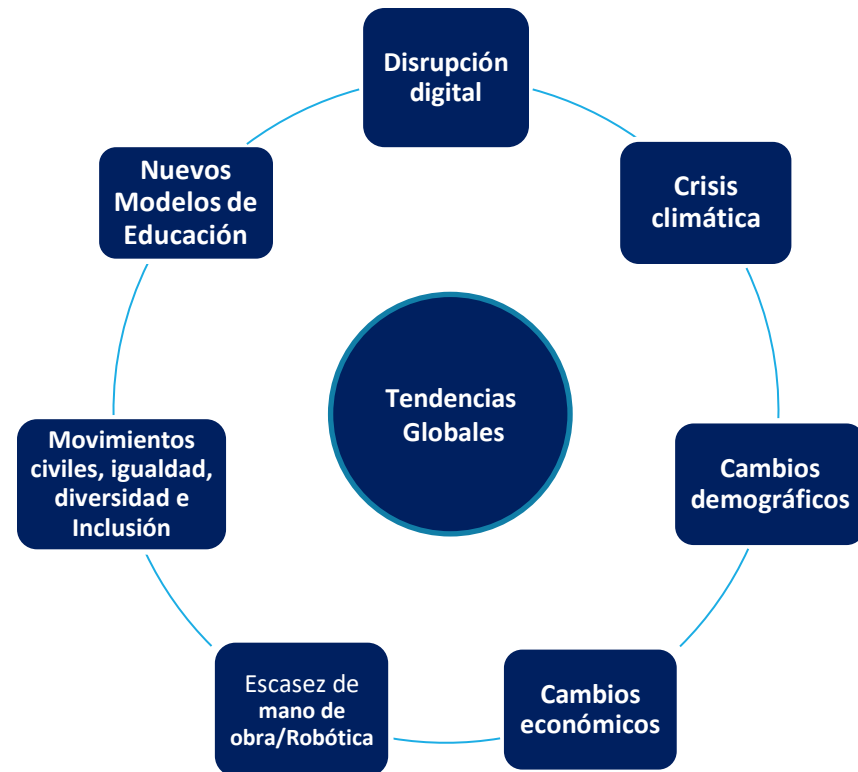 Disrupción
digital
Crisis
climática
Cambios
demográficos
Cambios
económicos
Escasez de
mano de
obra/Robótica
Movimientos
civiles, igualdad,
diversidad e
Inclusión
Nuevos
Modelos de
Educación
Tendencias
Globales